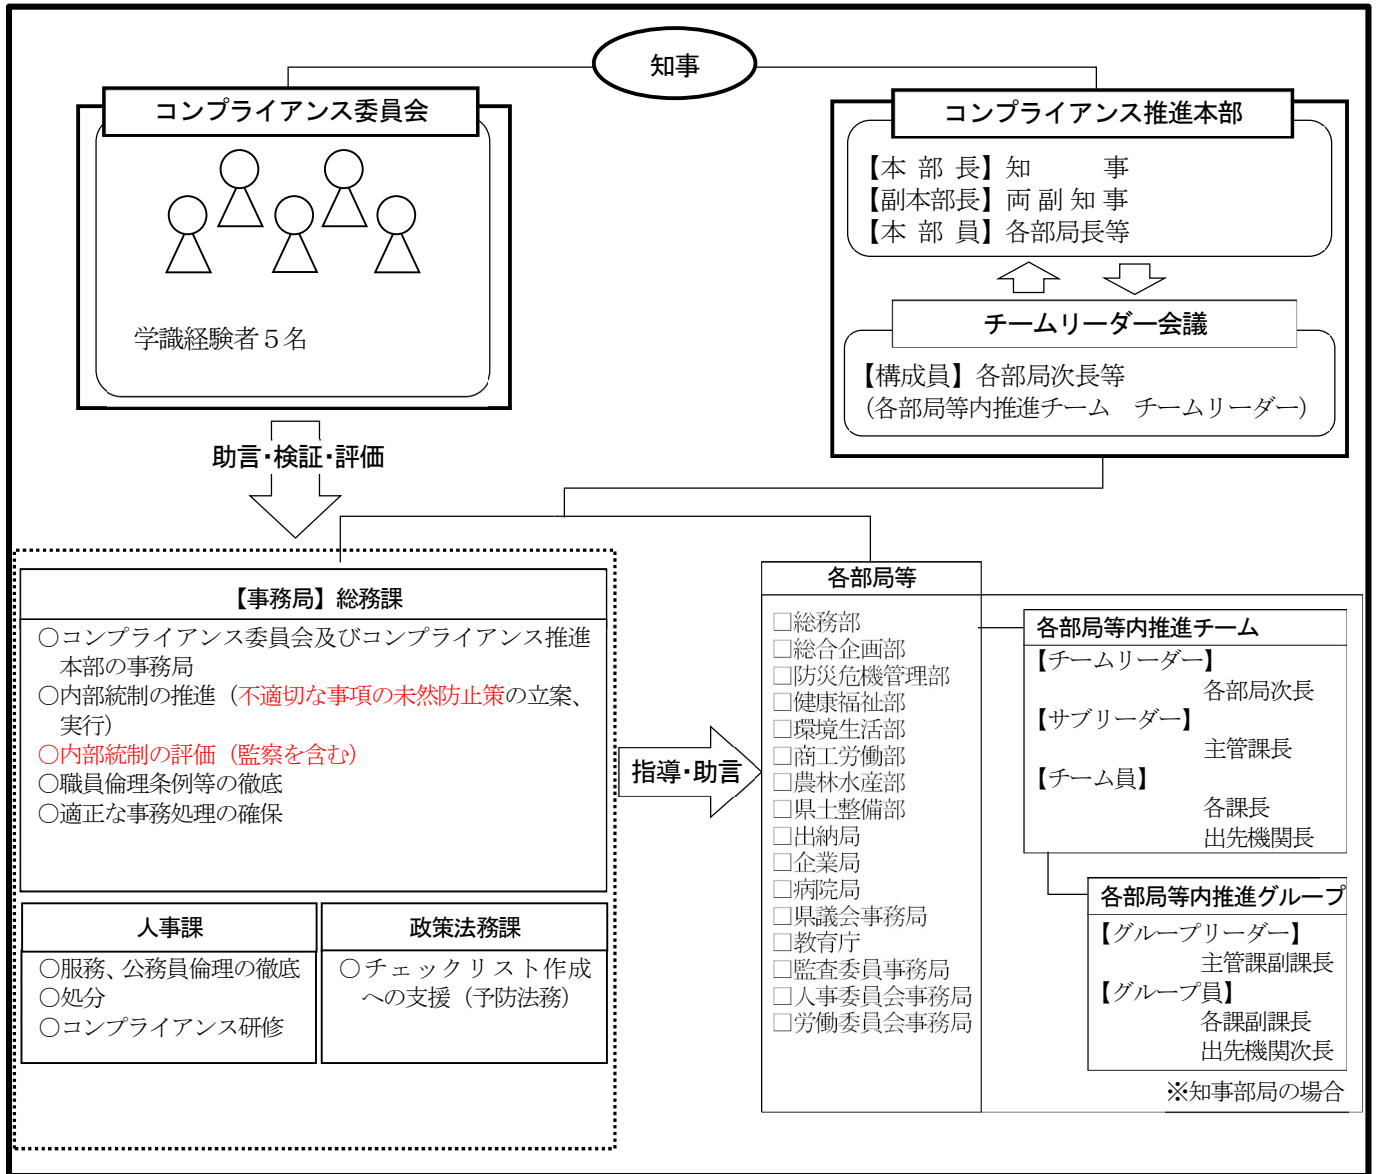 知事
コンプライアンス委員会
学識経験者５名
助言・検証・評価
コンプライアンス推進本部
【本 部 長】知　　　事
【副本部長】両 副 知 事
【本 部 員】各部局長等
チームリーダー会議
【構成員】各部局次長等
（各部局等内推進チーム　チームリーダー）
【事務局】総務課
○コンプライアンス委員会及びコンプライアンス推進
本部の事務局
○内部統制の推進（不適切な事項の未然防止策の立案、
実行）
○内部統制の評価（監察を含む）
○職員倫理条例等の徹底
○適正な事務処理の確保
人事課
○服務、公務員倫理の徹底
○処分
○コンプライアンス研修
政策法務課
○チェックリスト作成
への支援（予防法務）
指導・助言
各部局等
□総務部
□総合企画部
□防災危機管理部
□健康福祉部
□環境生活部
□商工労働部
□農林水産部
□県土整備部
□出納局
□企業局
□病院局
□県議会事務局
□教育庁
□監査委員事務局
□人事委員会事務局
□労働委員会事務局
各部局等内推進チーム
【チームリーダー】
各部局次長
【サブリーダー】
主管課長
【チーム員】
各課長
出先機関長
各部局等内推進グループ
【グループリーダー】
主管課副課長
【グループ員】
各課副課長
出先機関次長
※知事部局の場合